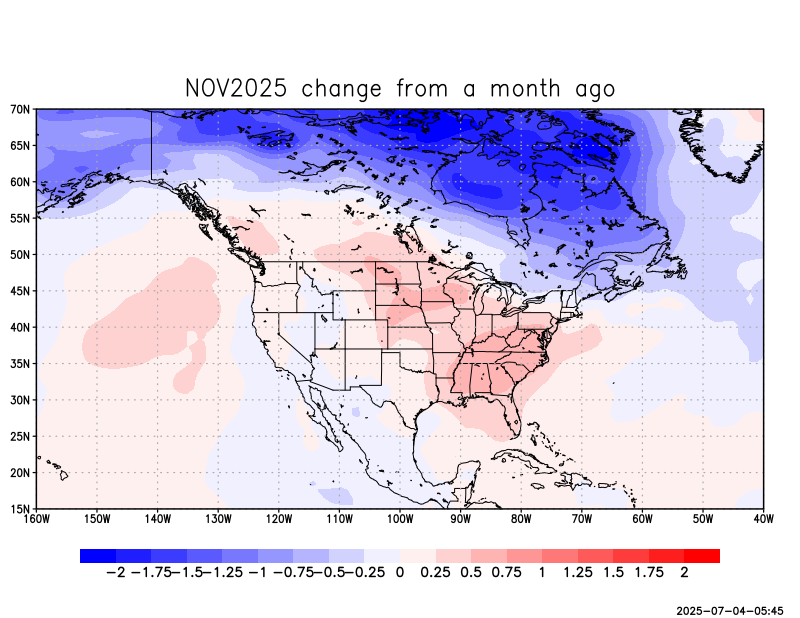 NOV2025 change from a month ago
70N
65N
60N
55N
50N
45N
40N
35N
30N
25N
20N
15N
160W 150W 140W 130W 120W 110W 100W 90W 80W 70W 60W 50W 40W
−2 −1.75 −1.5 −1.25 −1 −0.75 −0.5 −0.25 0 0.25 0.5 0.75 1 1.25 1.5 1.75 2
2025-07-04-05:45